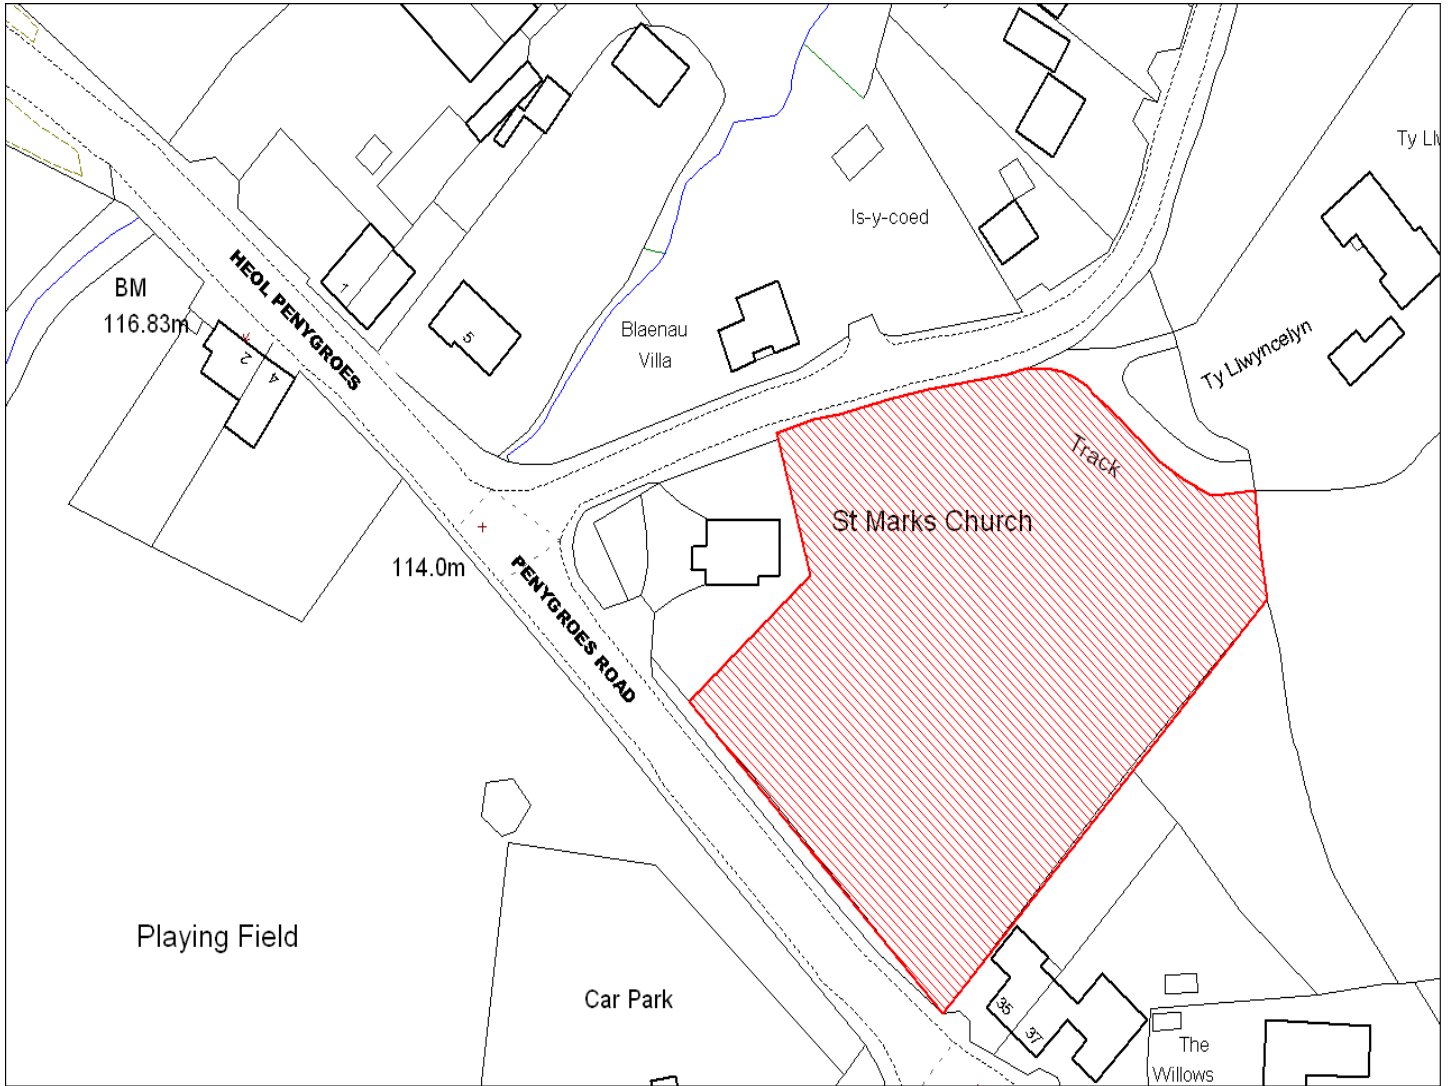 Ty Ll
Is-y-coed
HEOL PENYGROES
BM
116.83m
1
5
2
4
Blaenau
Villa
Ty Llwyncelyn
Track
St Marks Church
114.0m
PENYGROES ROAD
Playing Field
Car Park
35
37
The
Willows